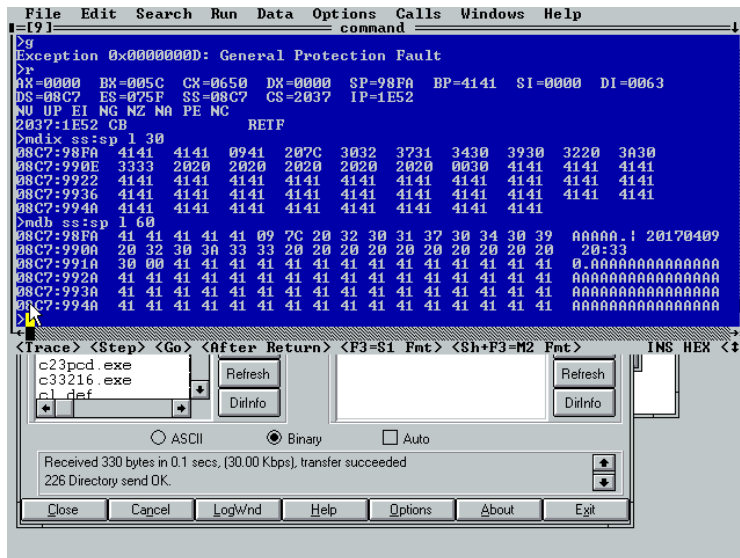 File Edit Search Run Data Options Calls Windows Help
=[9]= command
>g
Exception 0x0000000D: General Protection Fault
>r
AX=0000 BX=005C CX=0650 DX=0000 SP=98FA BP=4141 SI=0000 DI=0063
DS=08C7 ES=075F SS=08C7 CS=2037 IP=1E52
NV UP EI NG NZ NA PE NC
2037:1E52 CB RETF
>mdix ss:sp l 30
08C7:98FA 4141 4141 0941 207C 3032 3731 3430 3930 3220 3A30
08C7:990E 3333 2020 2020 2020 2020 2020 0030 4141 4141 4141
08C7:9922 4141 4141 4141 4141 4141 4141 4141 4141 4141 4141
08C7:9936 4141 4141 4141 4141 4141 4141 4141 4141 4141 4141
08C7:994A 4141 4141 4141 4141 4141 4141 4141 4141
>mdb ss:sp l 60
08C7:98FA 41 41 41 41 41 09 7C 20 32 30 31 37 30 34 30 39 AAAAA.| 20170409
08C7:990A 20 32 30 3A 33 33 20 20 20 20 20 20 20 20 20 20 20:33
08C7:991A 30 00 41 41 41 41 41 41 41 41 41 41 41 41 41 41 0.AAAAAAAAAAAAAA
08C7:992A 41 41 41 41 41 41 41 41 41 41 41 41 41 41 41 41 AAAAAAAAAAAAAAAA
08C7:993A 41 41 41 41 41 41 41 41 41 41 41 41 41 41 41 41 AAAAAAAAAAAAAAAA
08C7:994A 41 41 41 41 41 41 41 41 41 41 41 41 41 41 41 41 AAAAAAAAAAAAAAAA
>
<Trace> <Step> <Go> <After Return> <F3=S1 Fmt> <Sh+F3=M2 Fmt> INS HEX
c23pcd.exe
c33216.exe
cl.def
Refresh
DirInfo
Refresh
DirInfo
ASCII Binary Auto
Received 330 bytes in 0.1 secs, (30.00 Kbps), transfer succeeded
226 Directory send OK.
Close Cancel LogWnd Help Options About Exit